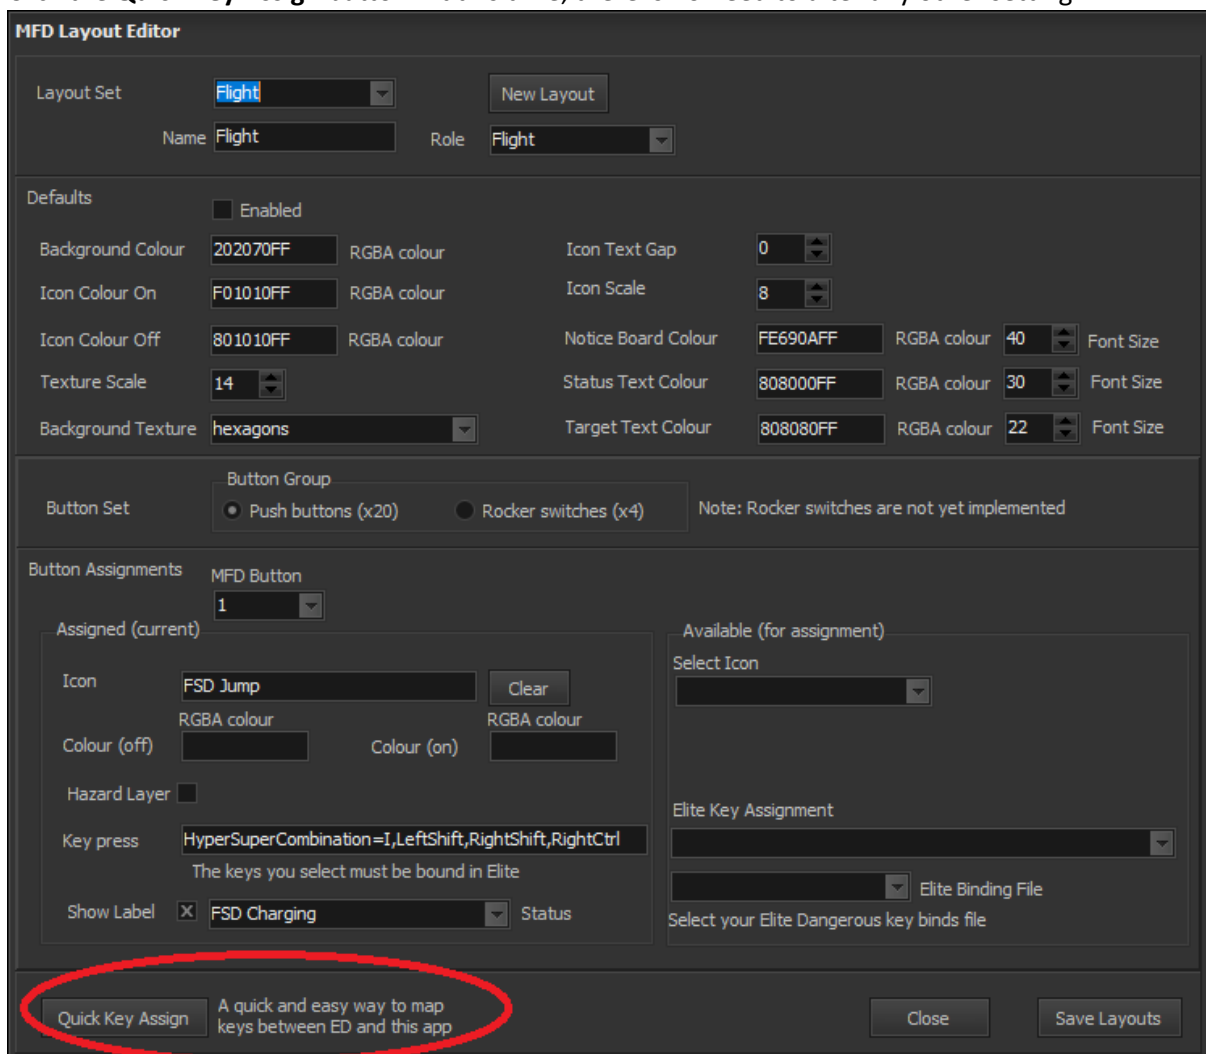 MFD Layout Editor
Layout Set Flight New Layout
Name Flight Role Flight
Defaults
Enabled
Background Colour 202070FF RGBA colour Icon Text Gap 0
Icon Colour On F01010FF RGBA colour Icon Scale 8
Icon Colour Off 801010FF RGBA colour Notice Board Colour FE690AFF RGBA colour 40 Font Size
Texture Scale 14 Status Text Colour 808000FF RGBA colour 30 Font Size
Background Texture hexagons Target Text Colour 808080FF RGBA colour 22 Font Size
Button Group
Button Set Push buttons (x20) Rocker switches (x4) Note: Rocker switches are not yet implemented
Button Assignments MFD Button
1
Assigned (current)
Icon FSD Jump Clear
RGBA colour RGBA colour
Colour (off) Colour (on)
Hazard Layer
Key press HyperSuperCombination=I,LeftShift,RightShift,RightCtrl
The keys you select must be bound in Elite
Show Label X FSD Charging Status
Available (for assignment)
Select Icon
Elite Key Assignment
Elite Binding File
Select your Elite Dangerous key binds file
Quick Key Assign
A quick and easy way to map
keys between ED and this app
Close Save Layouts